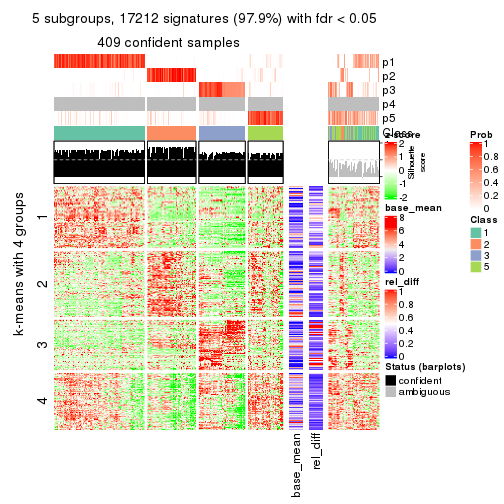 5 subgroups, 17212 signatures (97.9%) with fdr < 0.05
409 confident samples
p1
p2
p3
p4
p5
Class
z-score
2
1
0
-1
-2
Silhouette
score
k-means with 4 groups
1
2
3
4
base_mean
rel_diff
base_mean
8
6
4
2
0
rel_diff
1
0.8
0.6
0.4
0.2
0
Prob
1
0.8
0.6
0.4
0.2
0
Class
1
2
3
5
Status (barplots)
confident
ambiguous